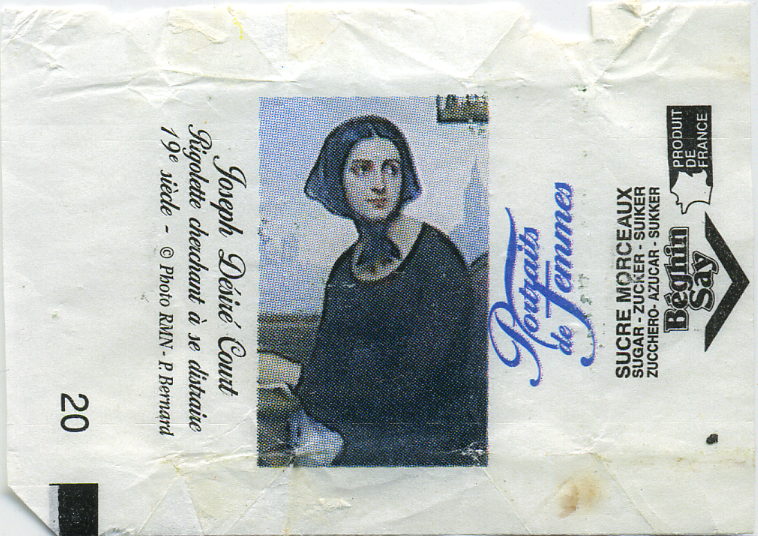 Joseph Désiré Court
Rigolette cherchant à se distraire
19e siècle - © Photo RMN - P. Bernard
20
Portraits
de Femmes
SUCRE MORCEAUX
SUGAR - ZUCKER - SUIKER
ZUCCHERO - AZUCAR - SUKKER
Béghin
Say
PRODUIT
DE
FRANCE